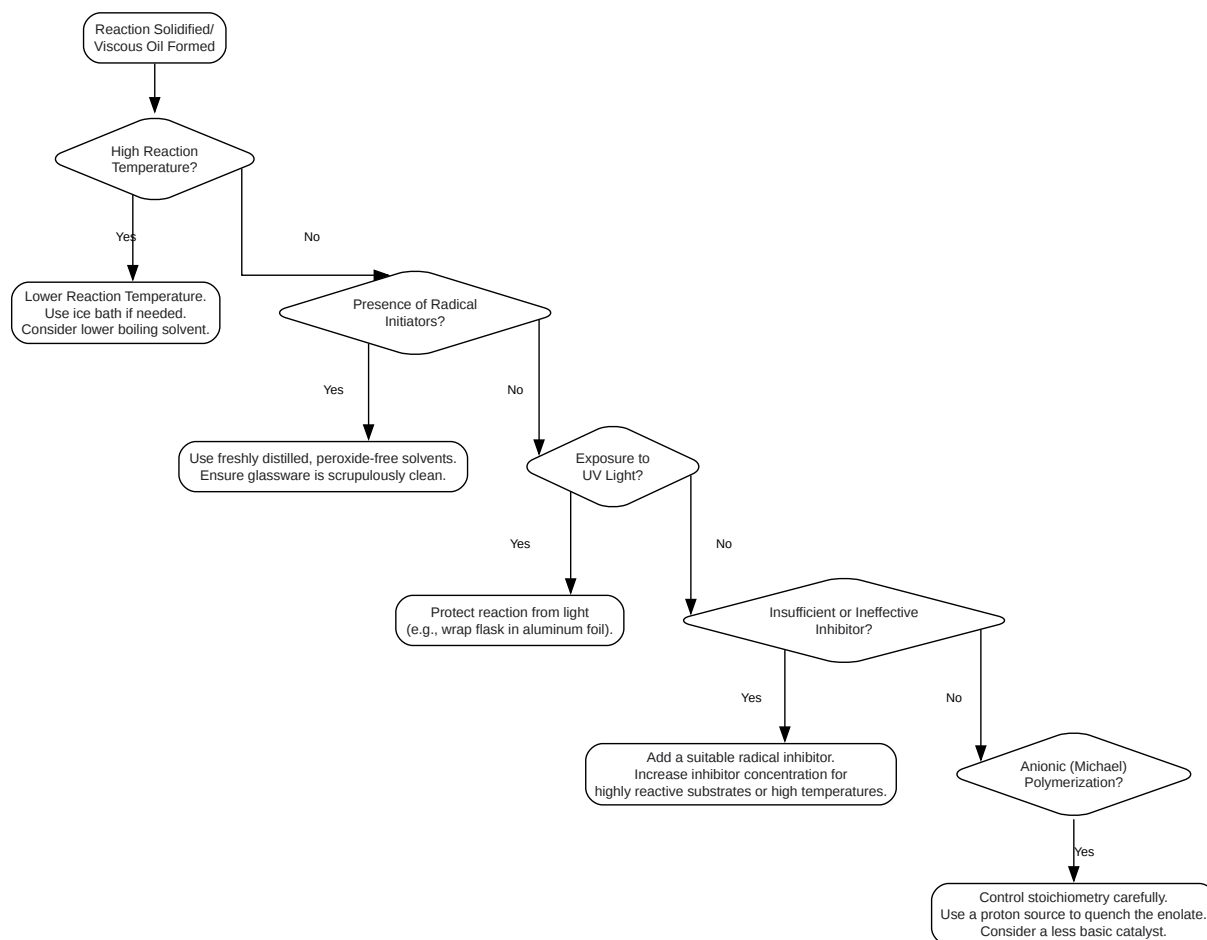 Reaction Solidified/
Viscous Oil Formed
High Reaction
Temperature?
Yes
No
Lower Reaction Temperature.
Use ice bath if needed.
Consider lower boiling solvent.
Presence of Radical
Initiators?
Yes
No
Use freshly distilled, peroxide-free solvents.
Ensure glassware is scrupulously clean.
Exposure to
UV Light?
Yes
No
Protect reaction from light
(e.g., wrap flask in aluminum foil).
Insufficient or Ineffective
Inhibitor?
Yes
No
Add a suitable radical inhibitor.
Increase inhibitor concentration for
highly reactive substrates or high temperatures.
Anionic (Michael)
Polymerization?
Yes
Control stoichiometry carefully.
Use a proton source to quench the enolate.
Consider a less basic catalyst.